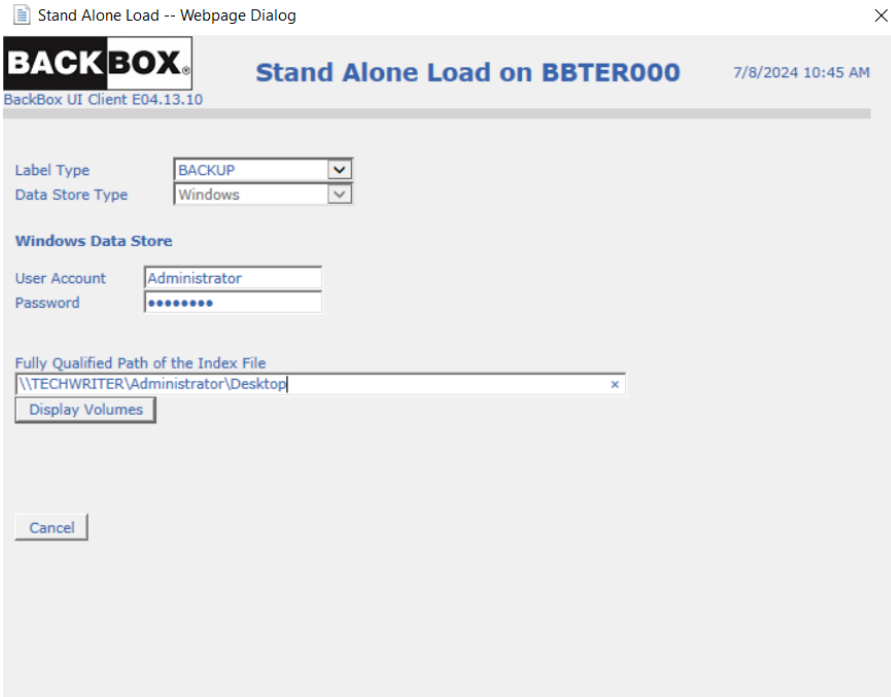 Stand Alone Load -- Webpage Dialog
BACKBOX®
Stand Alone Load on BBTER000
7/8/2024 10:45 AM
BackBox UI Client E04.13.10
Label Type BACKUP
Data Store Type Windows
Windows Data Store
User Account Administrator
Password ••••••••
Fully Qualified Path of the Index File
\\TECHWRITER\Administrator\Desktop
Display Volumes
Cancel